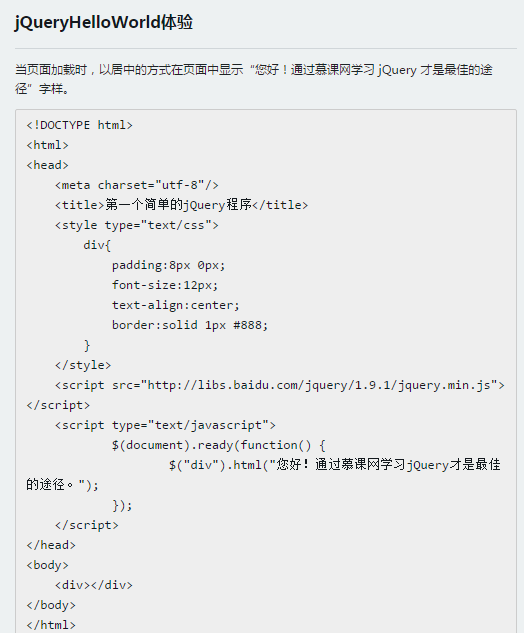 jQueryHelloWorld体验
当页面加载时，以居中的方式在页面中显示“您好！通过慕课网学习 jQuery 才是最佳的途
径”字样。
<!DOCTYPE html>
<html>
<head>
    <meta charset="utf-8"/>
    <title>第一个简单的jQuery程序</title>
    <style type="text/css">
        div{
            padding:8px 0px;
            font-size:12px;
            text-align:center;
            border:solid 1px #888;
        }
    </style>
    <script src="http://libs.baidu.com/jquery/1.9.1/jquery.min.js">
</script>
    <script type="text/javascript">
            $(document).ready(function() {
                    $("div").html("您好！通过慕课网学习jQuery才是最佳
的途径。");
            });
    </script>
</head>
<body>
    <div></div>
</body>
</html>